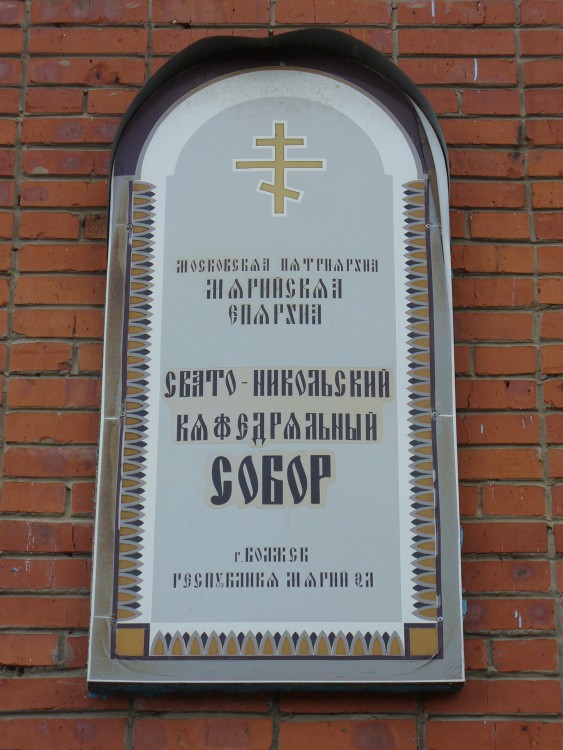 МОСКОВСКАЯ ПАТРИАРХИЯ
МАРИЙСКАЯ
ЕПАРХИЯ
СВЯТО-НИКОЛЬСКИЙ
КАФЕДРАЛЬНЫЙ
СОБОР
г. ВОЛЖСК
РЕСПУБЛИКА МАРИЙ ЭЛ